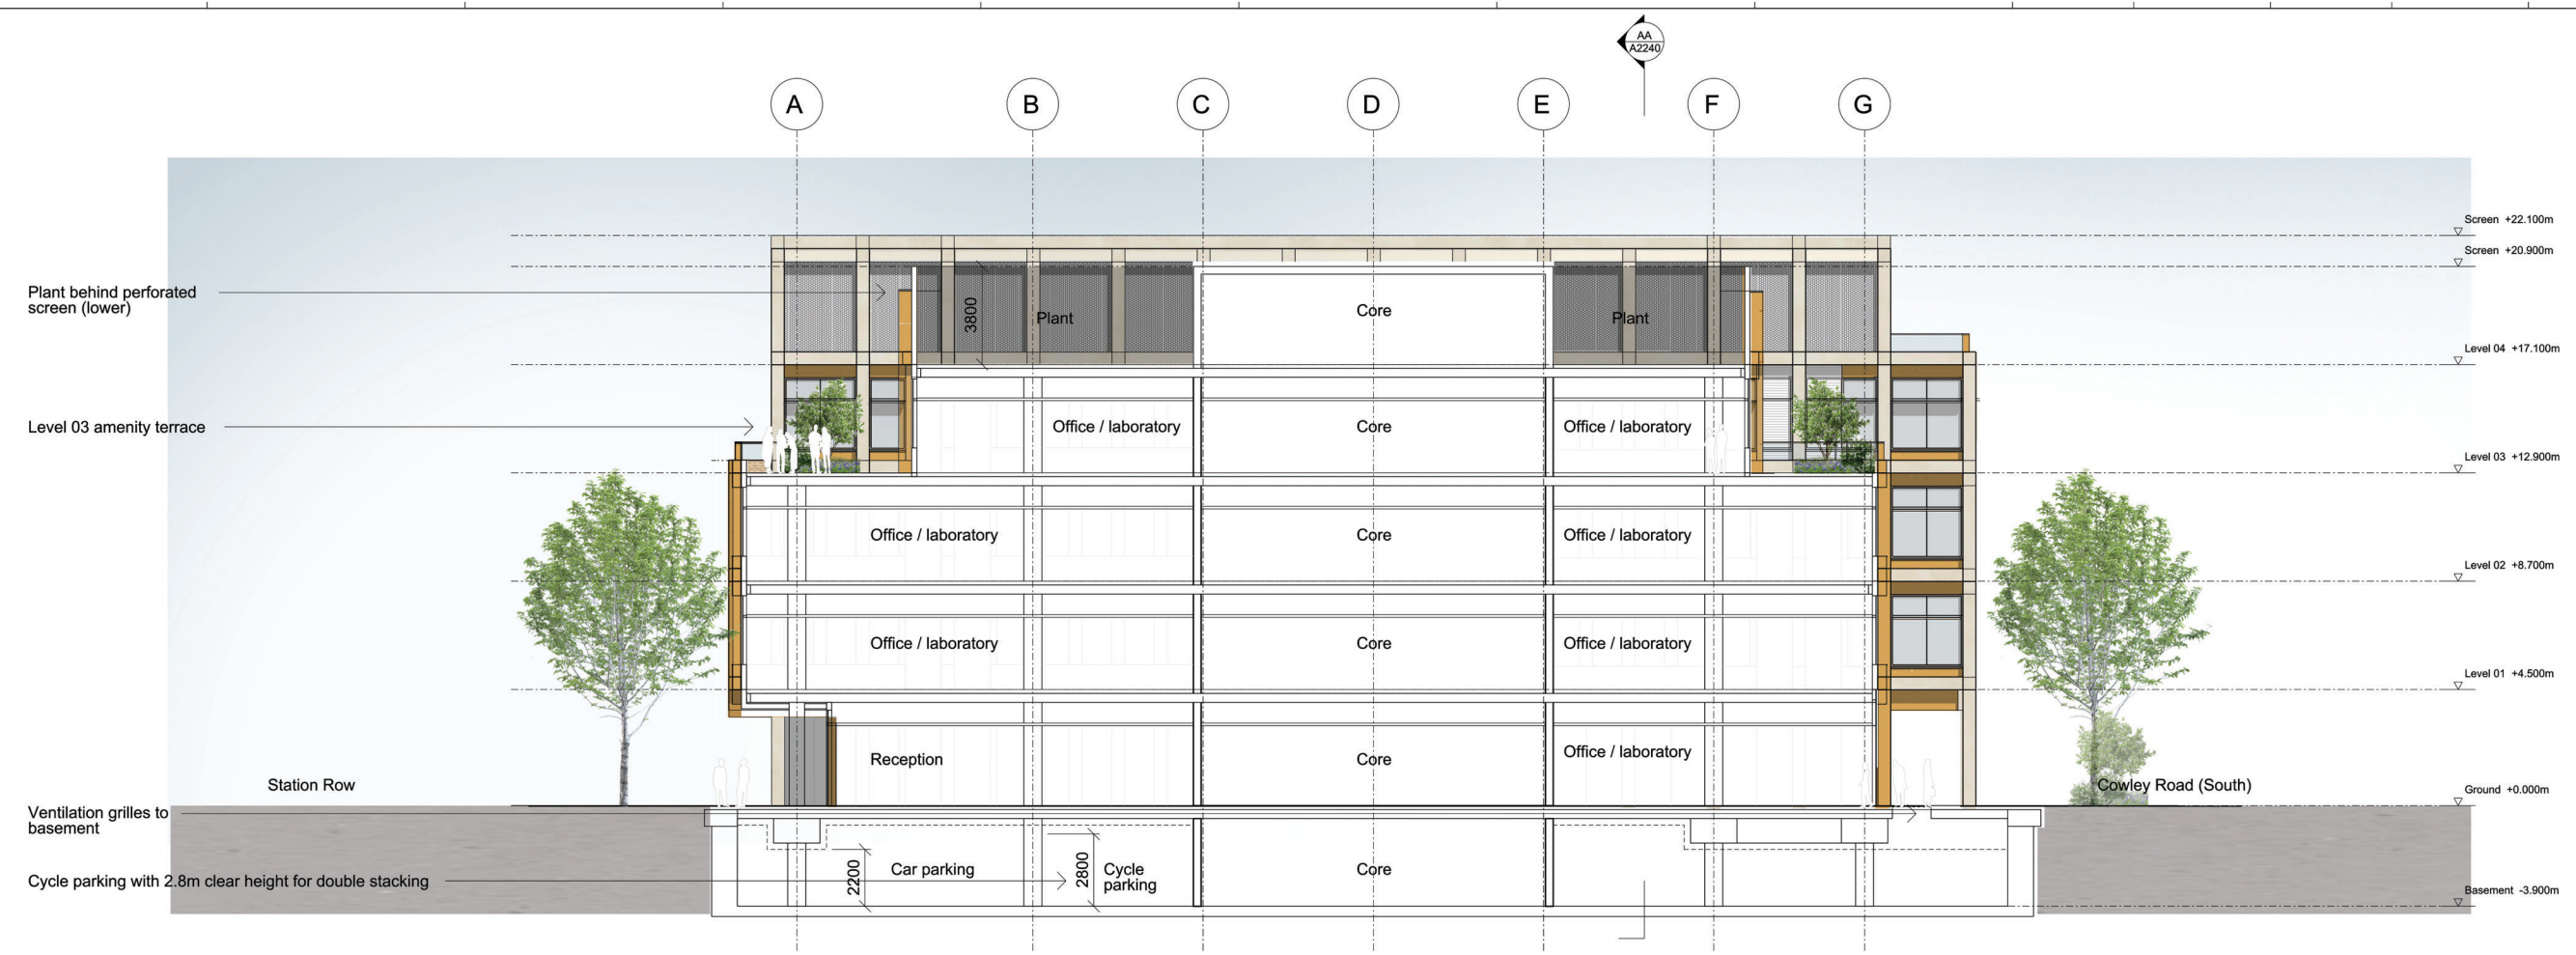 AA
A2240
A
B
C
D
E
F
G
Screen +22.100m
Screen +20.900m
Plant behind perforated
screen (lower)
3800
Plant
Core
Plant
Level 04 +17.100m
Level 03 amenity terrace
Office / laboratory
Core
Office / laboratory
Level 03 +12.900m
Office / laboratory
Core
Office / laboratory
Level 02 +8.700m
Office / laboratory
Core
Office / laboratory
Level 01 +4.500m
Reception
Core
Office / laboratory
Station Row
Cowley Road (South)
Ground +0.000m
Ventilation grilles to
basement
2200
Car parking
2800
Cycle
parking
Core
Cycle parking with 2.8m clear height for double stacking
Basement -3.900m